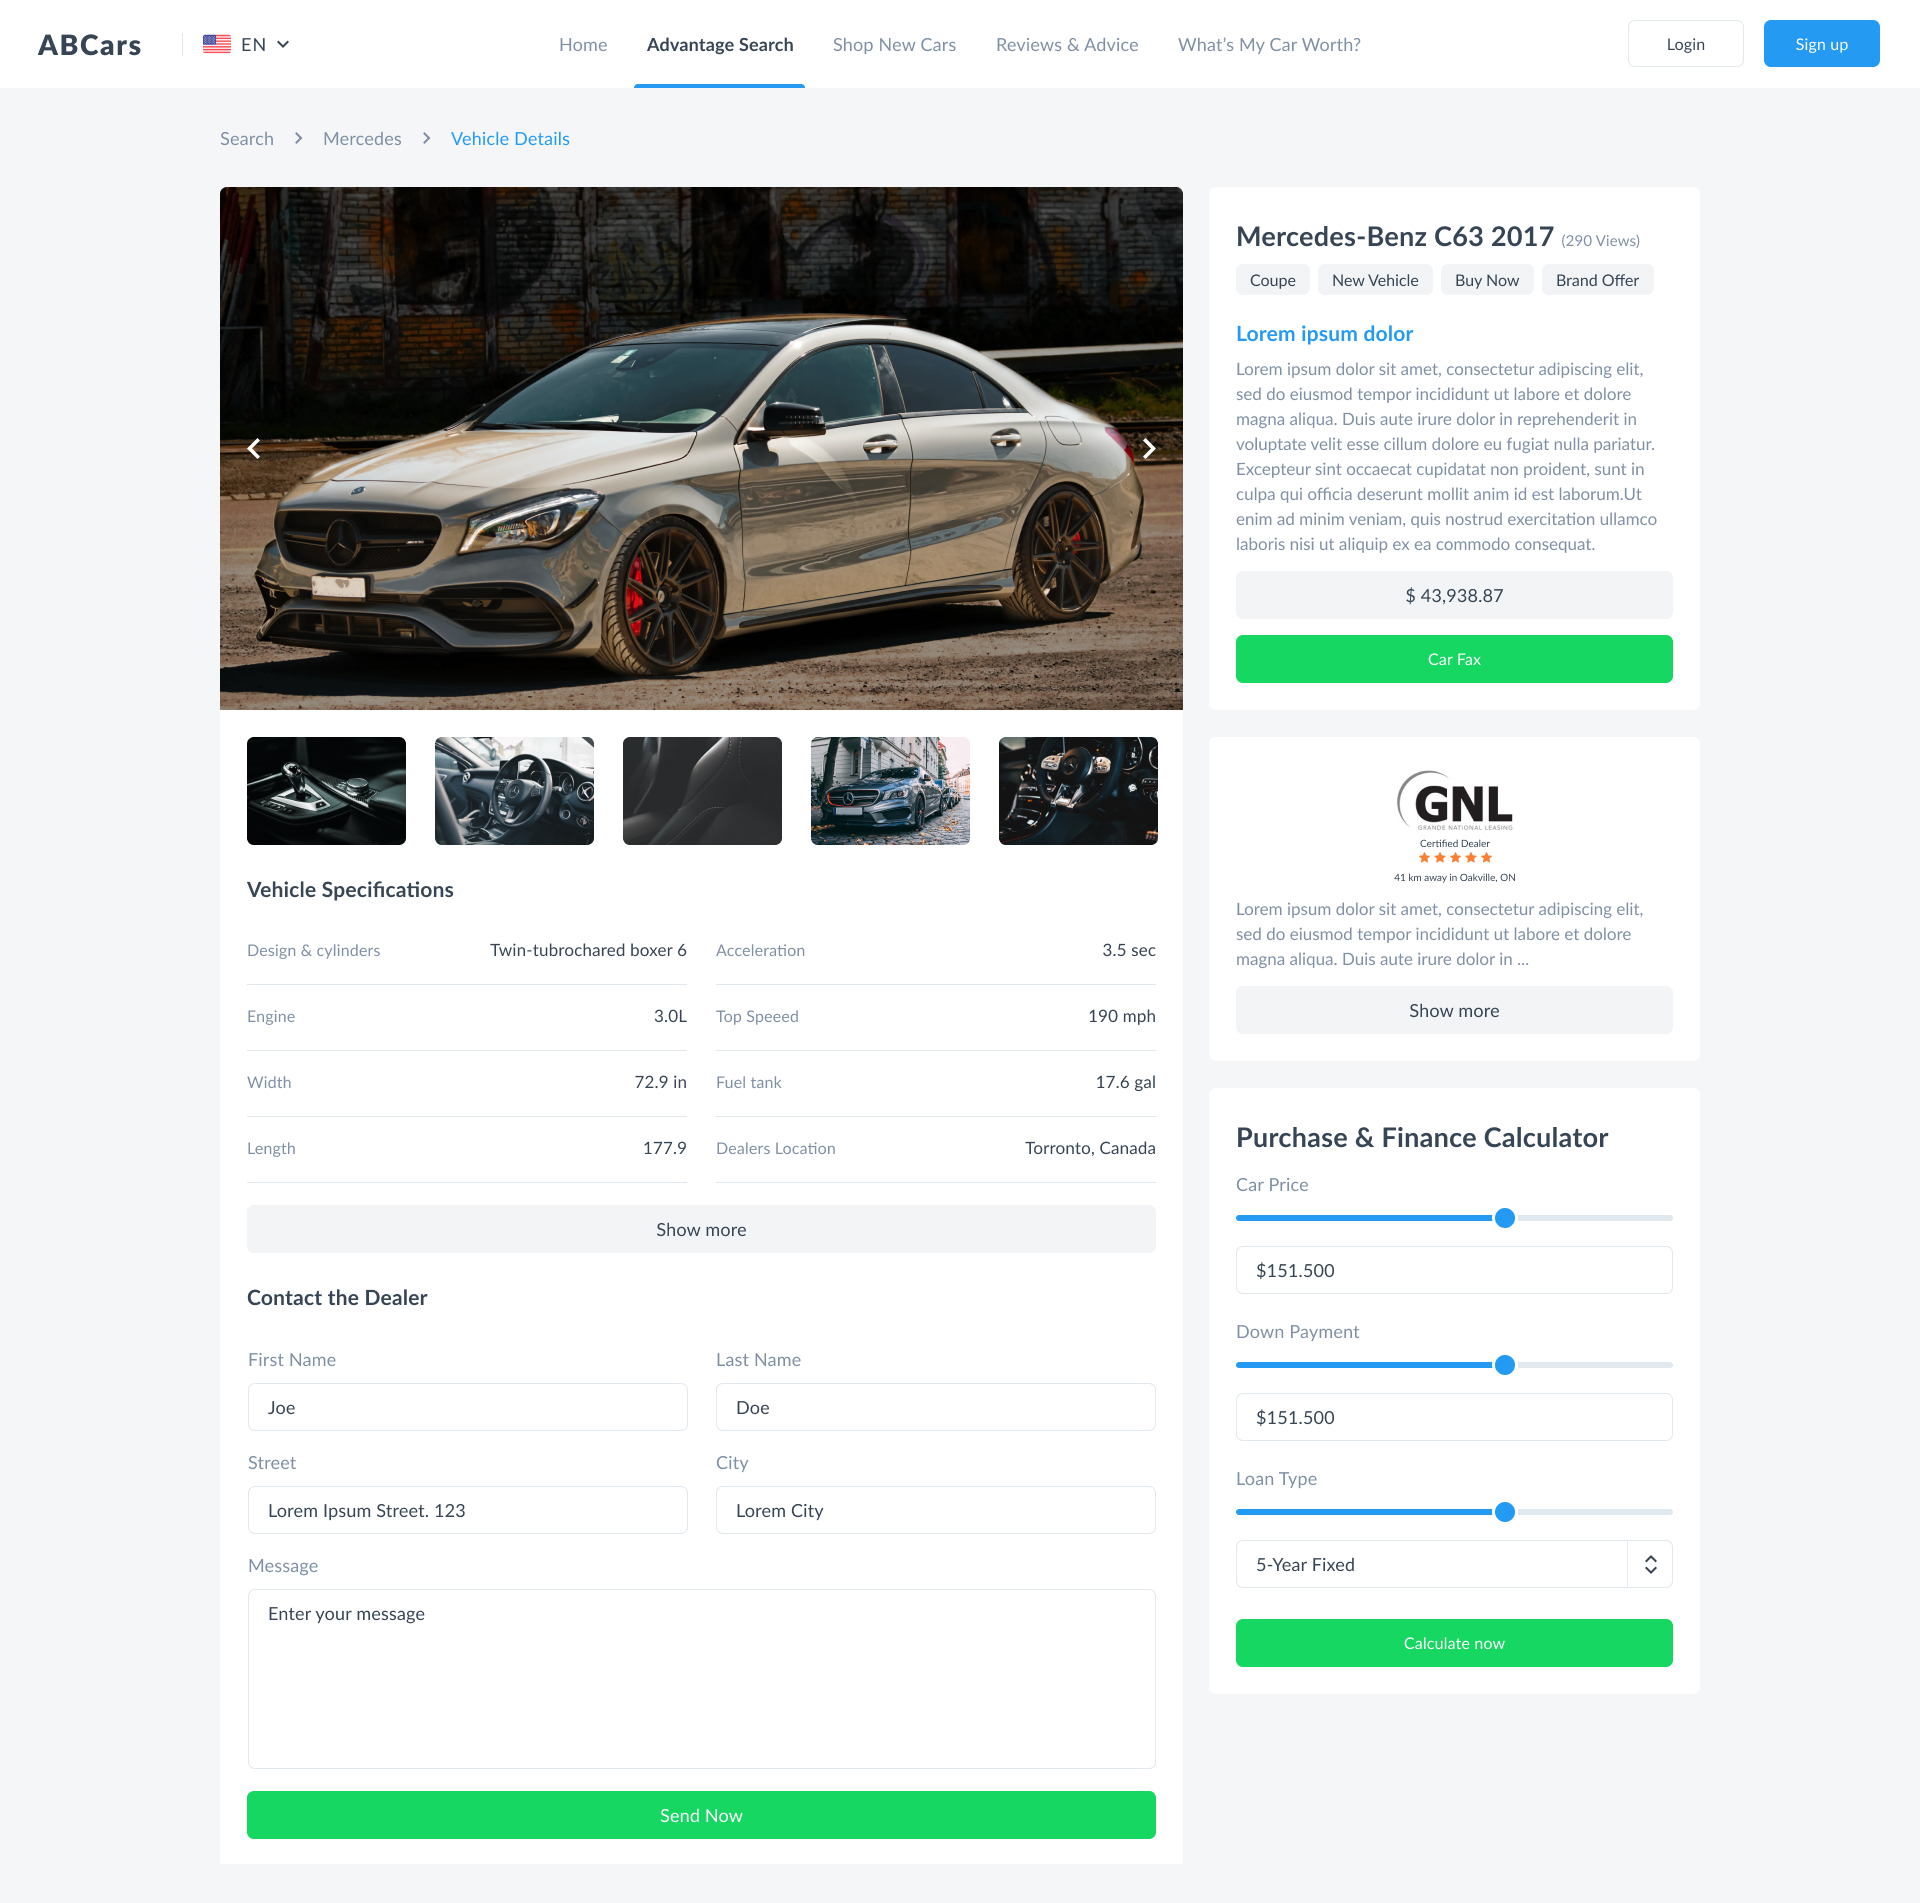 ABCars
EN
Home
Advantage Search
Shop New Cars
Reviews & Advice
What's My Car Worth?
Login
Sign up
Search
Mercedes
Vehicle Details
Mercedes-Benz C63 2017 (290 Views)
Coupe
New Vehicle
Buy Now
Brand Offer
Lorem ipsum dolor
Lorem ipsum dolor sit amet, consectetur adipiscing elit,
sed do eiusmod tempor incididunt ut labore et dolore
magna aliqua. Duis aute irure dolor in reprehenderit in
voluptate velit esse cillum dolore eu fugiat nulla pariatur.
Excepteur sint occaecat cupidatat non proident, sunt in
culpa qui officia deserunt mollit anim id est laborum.Ut
enim ad minim veniam, quis nostrud exercitation ullamco
laboris nisi ut aliquip ex ea commodo consequat.
$ 43,938.87
Car Fax
GNL
GRANDE NATIONAL LEASING
Certified Dealer
41 km away in Oakville, ON
Lorem ipsum dolor sit amet, consectetur adipiscing elit,
sed do eiusmod tempor incididunt ut labore et dolore
magna aliqua. Duis aute irure dolor in ...
Show more
Vehicle Specifications
Design & cylinders
Twin-tubrochared boxer 6
Acceleration
3.5 sec
Engine
3.0L
Top Speeed
190 mph
Width
72.9 in
Fuel tank
17.6 gal
Length
177.9
Dealers Location
Torronto, Canada
Show more
Contact the Dealer
First Name
Last Name
Joe
Doe
Street
City
Lorem Ipsum Street. 123
Lorem City
Message
Enter your message
Send Now
Purchase & Finance Calculator
Car Price
$151.500
Down Payment
$151.500
Loan Type
5-Year Fixed
Calculate now